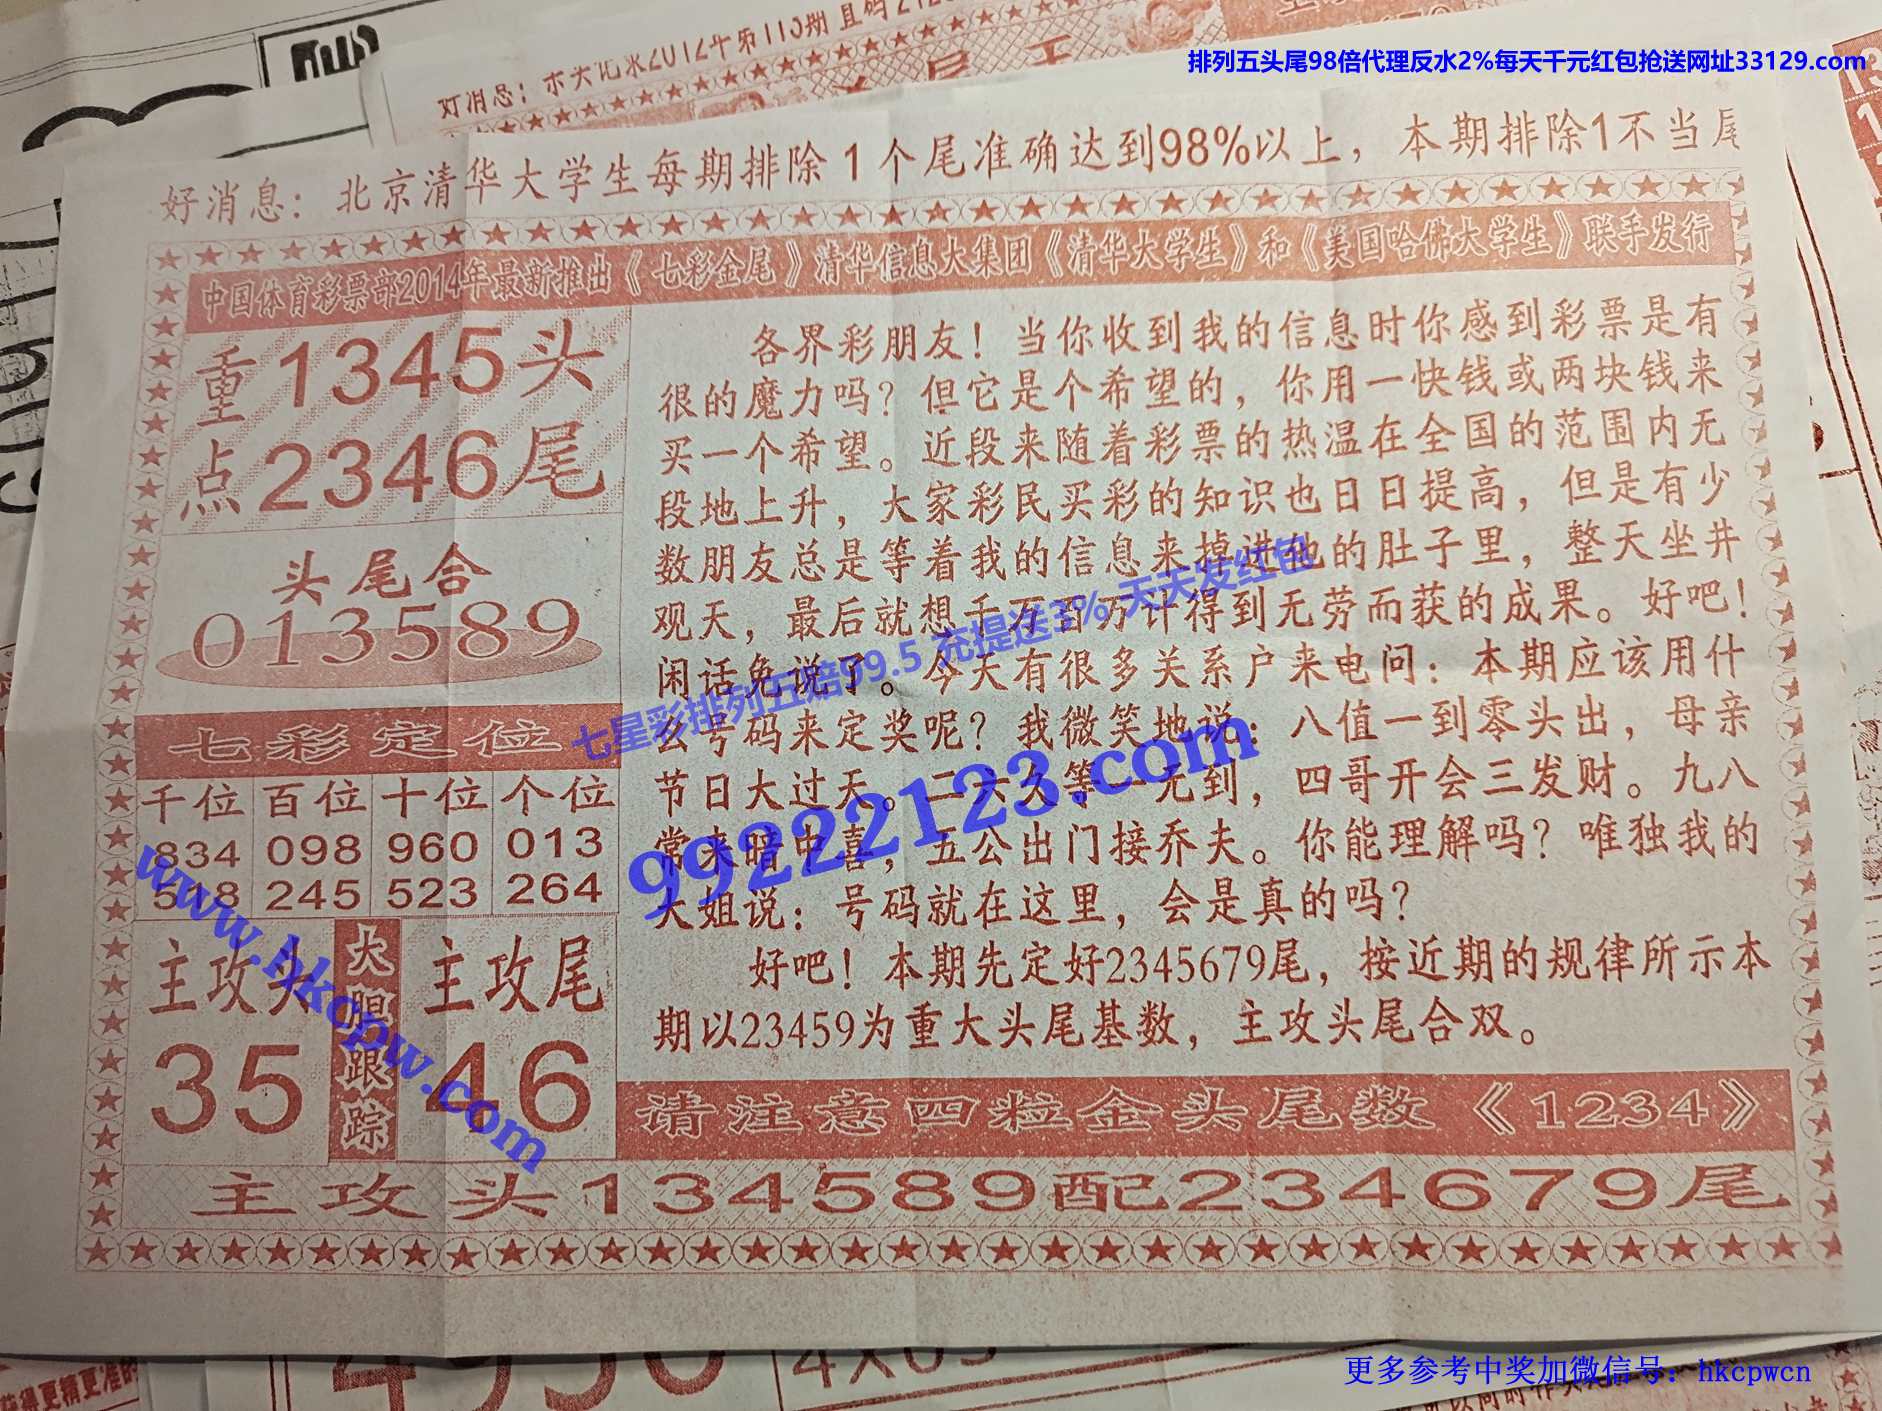 排列五头尾98倍代理反水2%每天千元红包抢送网址33129.com
好消息：北京清华大学生每期排除1个尾准确达到98%以上，本期排除1不当尾
中国体育彩票部2014年最新推出《七彩金尾》清华信息大集团《清华大学生》和《美国哈佛大学生》联手发行
重1345头
点2346尾
头尾合
013589
七彩定位
千位 百位 十位 个位
834 098 960 013
518 245 523 264
主攻头 主攻尾
大胆跟踪
35 46
各界彩朋友！当你收到我的信息时你感到彩票是有
很的魔力吗？但它是个希望的，你用一快钱或两块钱来
买一个希望。近段来随着彩票的热温在全国的范围内无
段地上升，大家彩民买彩的知识也日日提高，但是有少
数朋友总是等着我的信息来掉进他的肚子里，整天坐井
观天，最后就想千万百万计得到无劳而获的成果。好吧！
闲话免说了。今天有很多关系户来电问：本期应该用什
么号码来定奖呢？我微笑地说：八值一到零头出，母亲
节日大过天。二六久等一元到，四哥开会三发财。九八
常来暗中喜，五公出门接乔夫。你能理解吗？唯独我的
大姐说：号码就在这里，会是真的吗？
好吧！本期先定好2345679尾，按近期的规律所示本
期以23459为重大头尾基数，主攻头尾合双。
请注意四粒金头尾数《1234》
主攻头134589配234679尾
七星彩排列五赔99.5 充提送3% 天天发红包
99222123.com
www.hkcpw.com
更多参考中奖加微信号：hkcpwcn